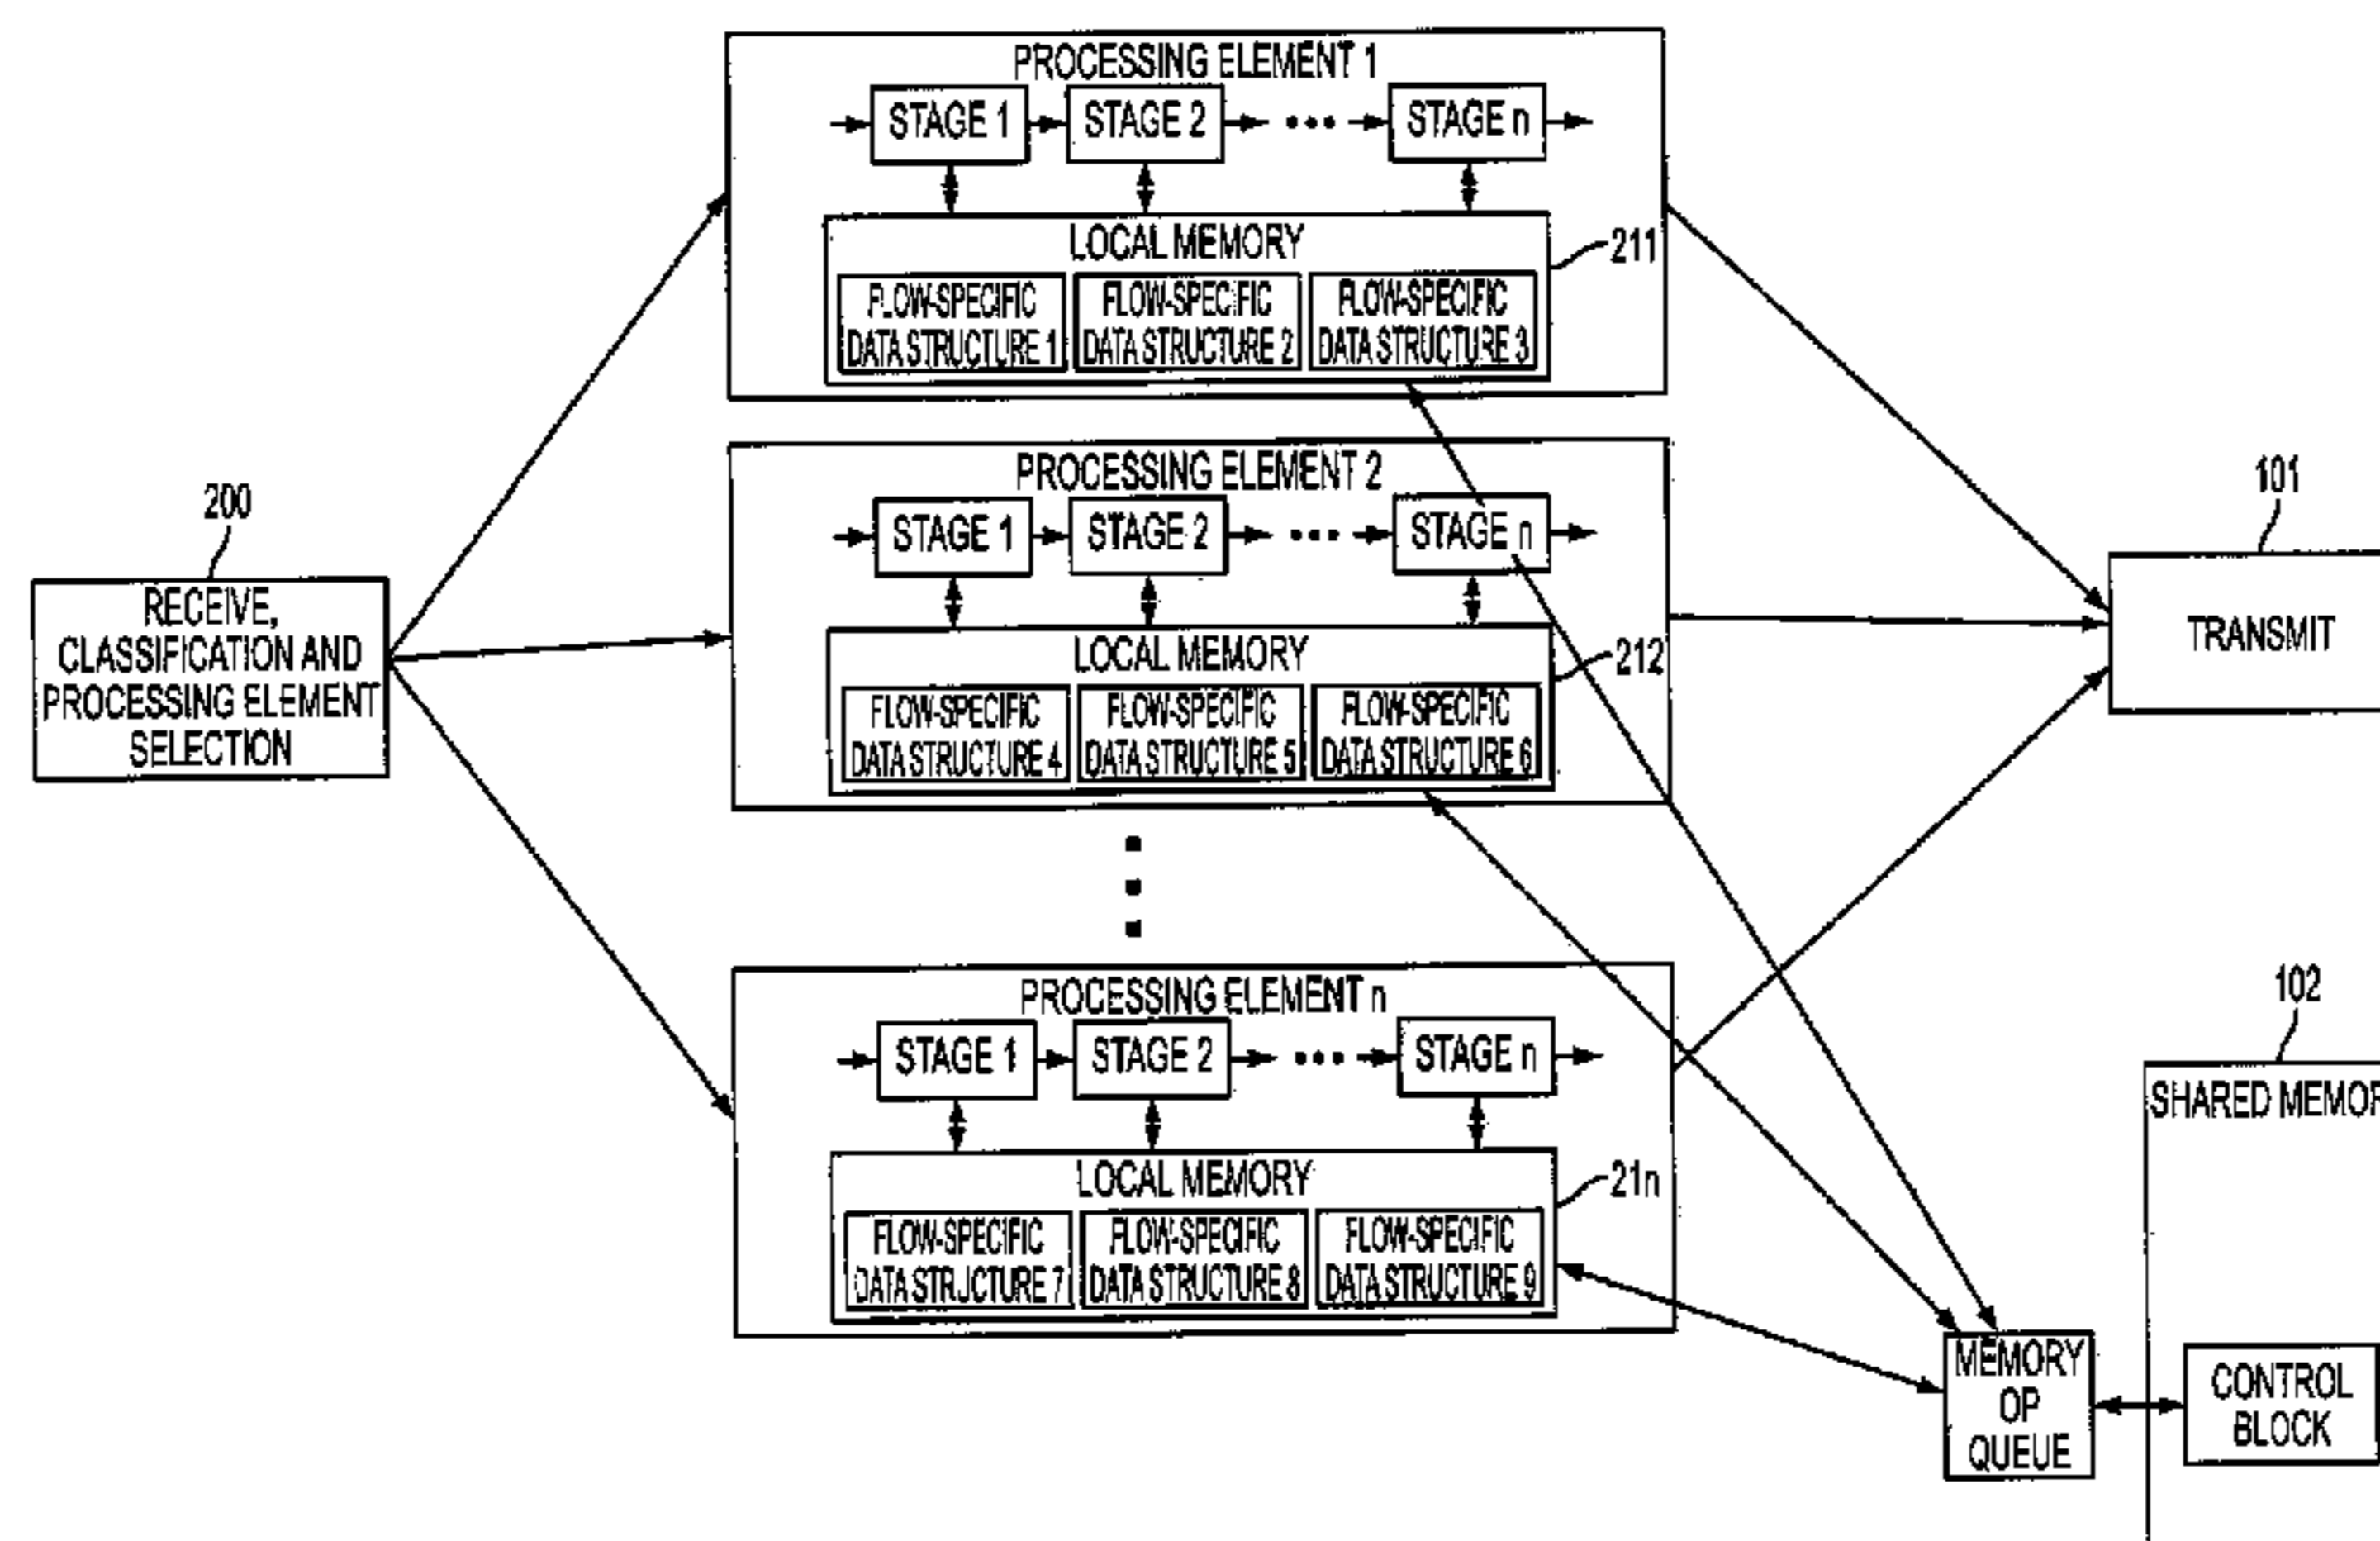 PROCESSING ELEMENT 1
STAGE 1
STAGE 2
STAGE n
LOCAL MEMORY
211
FLOW-SPECIFIC
DATA STRUCTURE 1
FLOW-SPECIFIC
DATA STRUCTURE 2
FLOW-SPECIFIC
DATA STRUCTURE 3
200
RECEIVE,
CLASSIFICATION AND
PROCESSING ELEMENT
SELECTION
PROCESSING ELEMENT 2
STAGE 1
STAGE 2
STAGE n
LOCAL MEMORY
212
FLOW-SPECIFIC
DATA STRUCTURE 4
FLOW-SPECIFIC
DATA STRUCTURE 5
FLOW-SPECIFIC
DATA STRUCTURE 6
101
TRANSMIT
PROCESSING ELEMENT n
STAGE 1
STAGE 2
STAGE n
LOCAL MEMORY
21n
FLOW-SPECIFIC
DATA STRUCTURE 7
FLOW-SPECIFIC
DATA STRUCTURE 8
FLOW-SPECIFIC
DATA STRUCTURE 9
102
SHARED MEMOR
MEMORY
OP
QUEUE
CONTROL
BLOCK